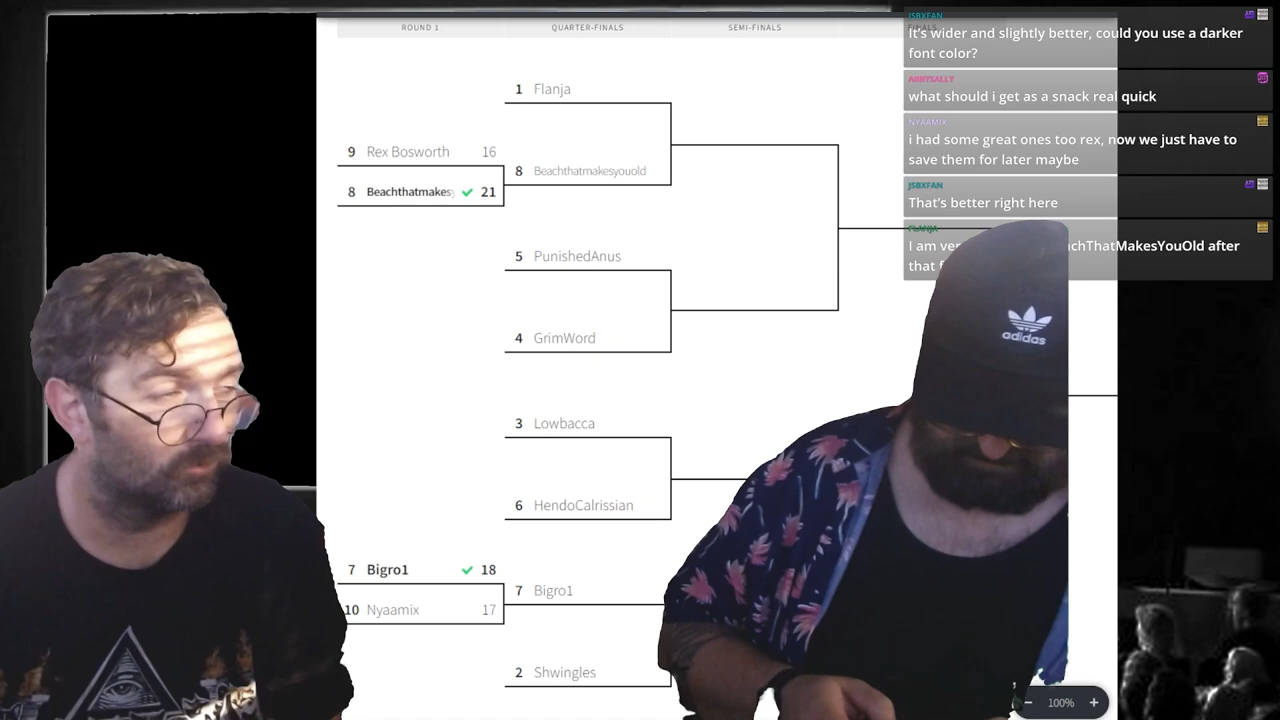 ROUND 1
QUARTER-FINALS
SEMI-FINALS
FINALS
1 Flanja
9 Rex Bosworth 16
8 Beachthatmakes 21
8 Beachthatmakesyouold
5 PunishedAnus
4 GrimWord
3 Lowbacca
6 HendoCalrissian
7 Bigro1 18
10 Nyaamix 17
7 Bigro1
2 Shwingles
JSBXFAN
It's wider and slightly better, could you use a darker
font color?
ABBYSALLY
what should i get as a snack real quick
NYAAMIX
i had some great ones too rex, now we just have to
save them for later maybe
JSBXFAN
That's better right here
FLANJA
I am ver chThatMakesYouOld after
that f
adidas
− 100% +